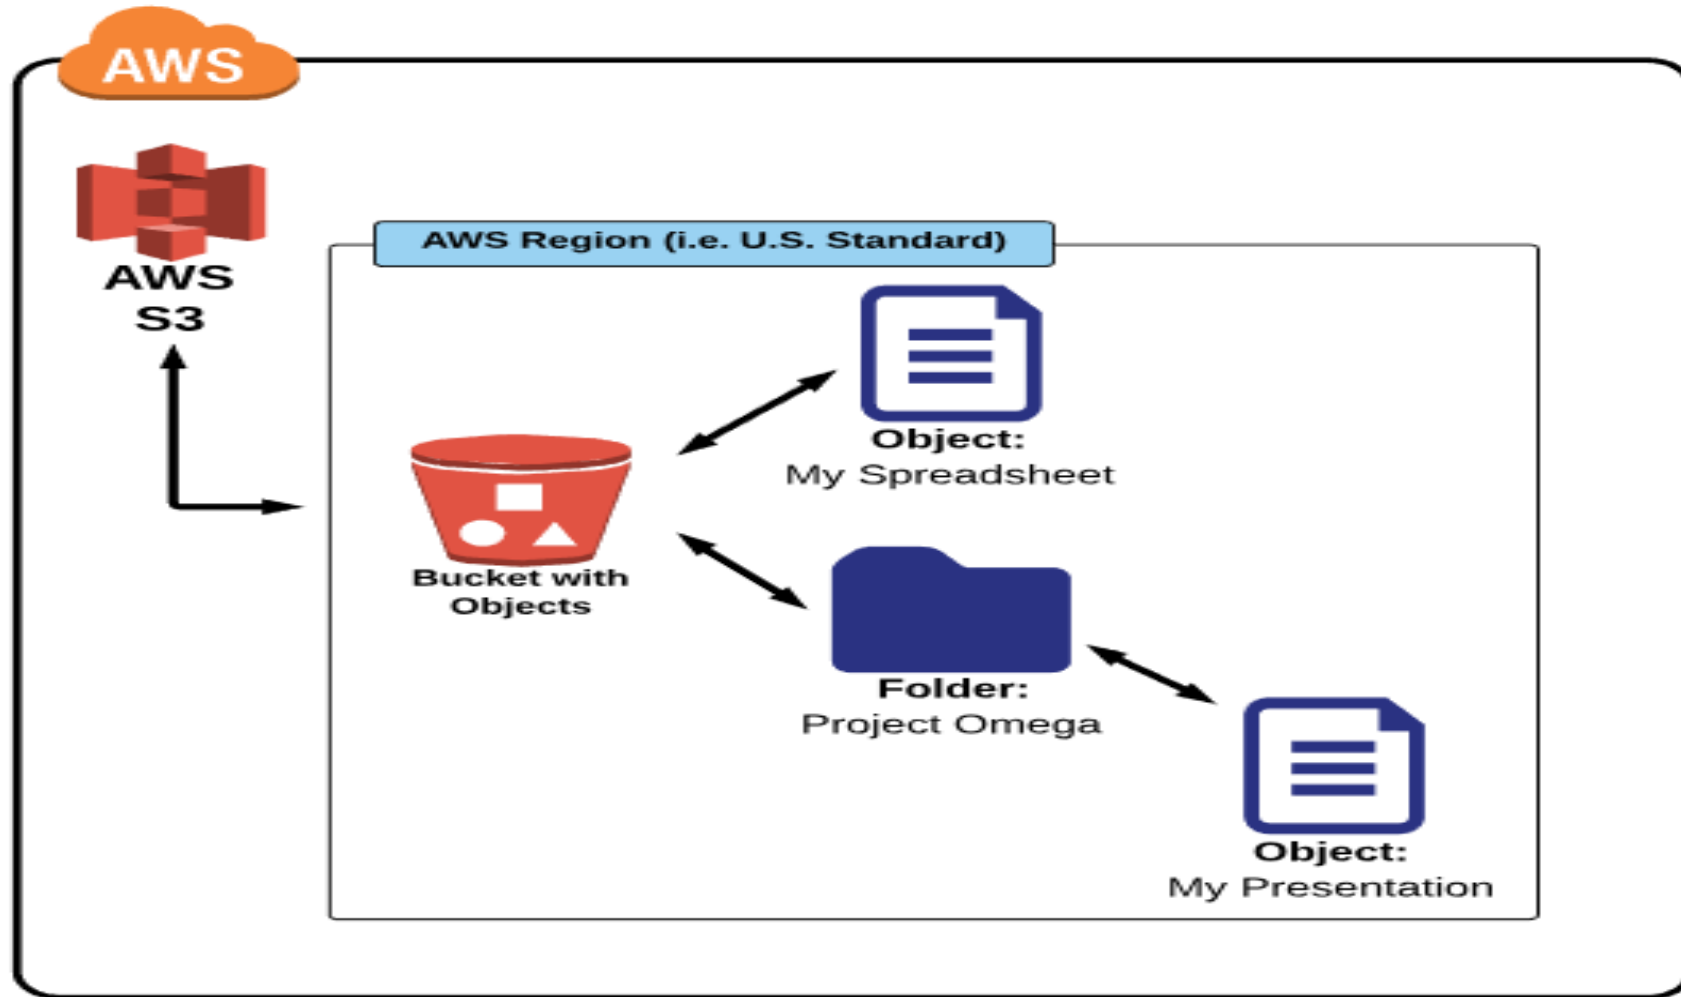 AWS
AWS
S3
AWS Region (i.e. U.S. Standard)
Object:
My Spreadsheet
Bucket with
Objects
Folder:
Project Omega
Object:
My Presentation